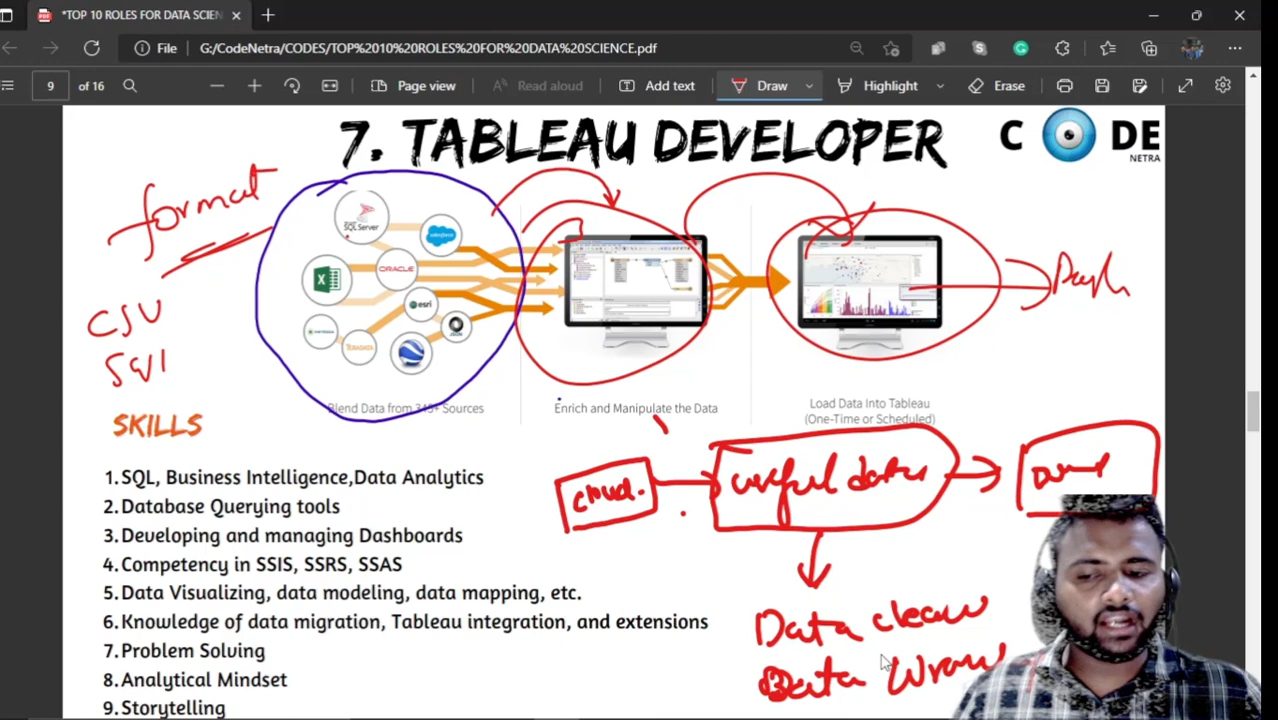 *TOP 10 ROLES FOR DATA SCIEN
File G:/CodeNetra/CODES/TOP%2010%20ROLES%20FOR%20DATA%20SCIENCE.pdf
9 of 16 Page view Read aloud Add text Draw Highlight Erase
7. TABLEAU DEVELOPER
C DE
NETRA
format
SQL Server
salesforce
ORACLE
esri
JSON
TERADATA
CSV
SQL
Blend Data from 345+ Sources
Enrich and Manipulate the Data
Load Data Into Tableau
(One-Time or Scheduled)
SKILLS
cloud.
useful data
1. SQL, Business Intelligence,Data Analytics
2. Database Querying tools
3. Developing and managing Dashboards
4. Competency in SSIS, SSRS, SSAS
5. Data Visualizing, data modeling, data mapping, etc.
6. Knowledge of data migration, Tableau integration, and extensions
7. Problem Solving
8. Analytical Mindset
9. Storytelling
Data clean
Data